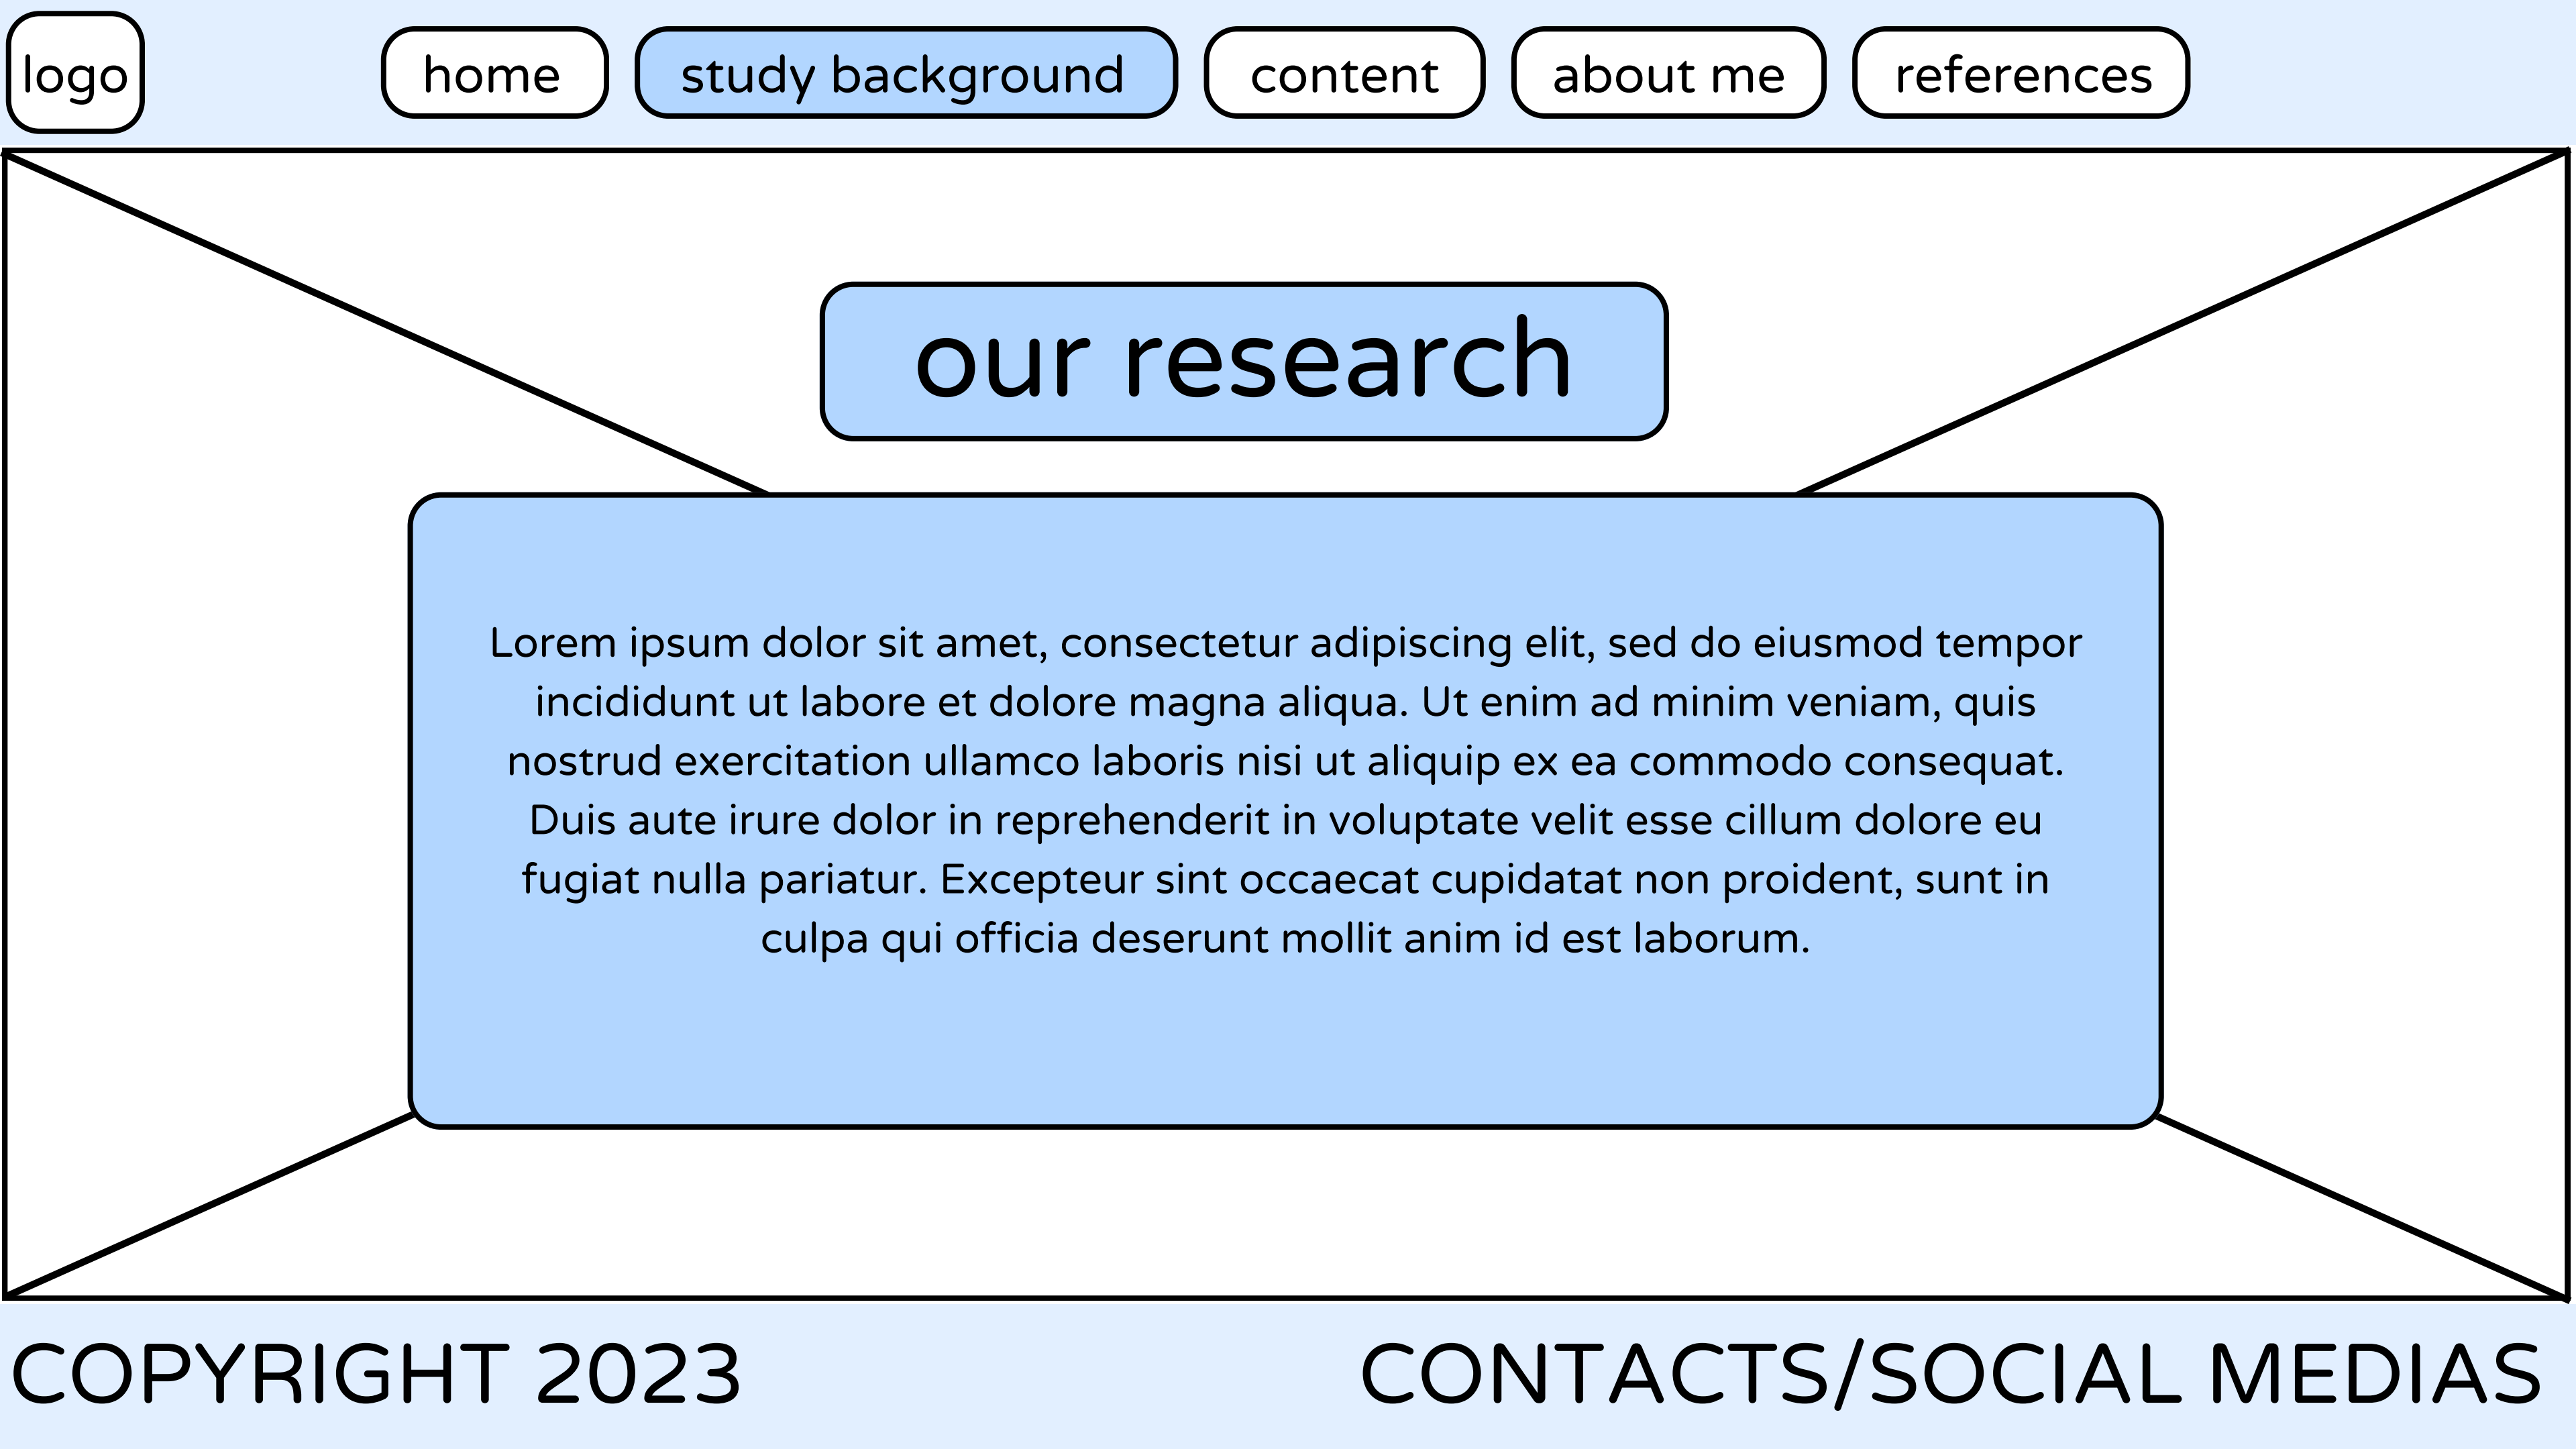 logo
home
study background
content
about me
references
our research
Lorem ipsum dolor sit amet, consectetur adipiscing elit, sed do eiusmod tempor
incididunt ut labore et dolore magna aliqua. Ut enim ad minim veniam, quis
nostrud exercitation ullamco laboris nisi ut aliquip ex ea commodo consequat.
Duis aute irure dolor in reprehenderit in voluptate velit esse cillum dolore eu
fugiat nulla pariatur. Excepteur sint occaecat cupidatat non proident, sunt in
culpa qui officia deserunt mollit anim id est laborum.
COPYRIGHT 2023
CONTACTS/SOCIAL MEDIAS